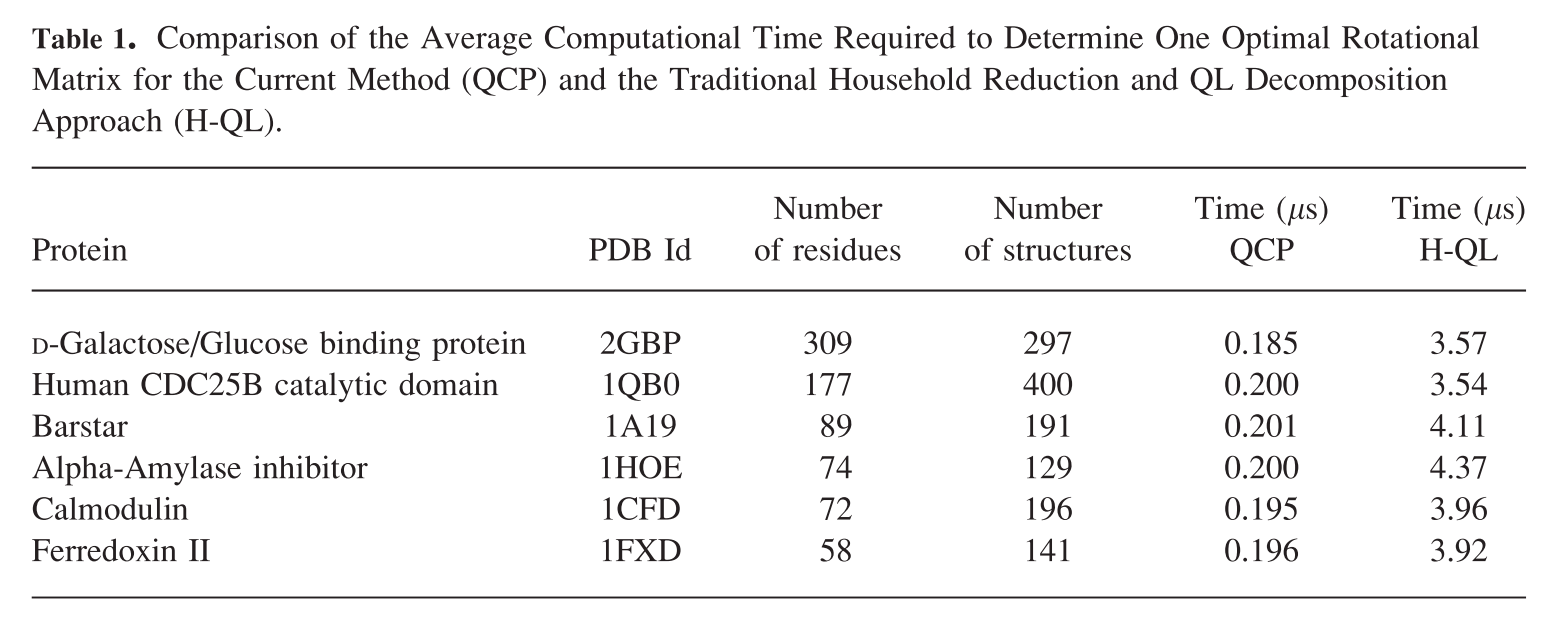 Table 1. Comparison of the Average Computational Time Required to Determine One Optimal Rotational
Matrix for the Current Method (QCP) and the Traditional Household Reduction and QL Decomposition
Approach (H-QL).
Number Number Time (μs) Time (μs)
Protein PDB Id of residues of structures QCP H-QL
D-Galactose/Glucose binding protein 2GBP 309 297 0.185 3.57
Human CDC25B catalytic domain 1QB0 177 400 0.200 3.54
Barstar 1A19 89 191 0.201 4.11
Alpha-Amylase inhibitor 1HOE 74 129 0.200 4.37
Calmodulin 1CFD 72 196 0.195 3.96
Ferredoxin II 1FXD 58 141 0.196 3.92